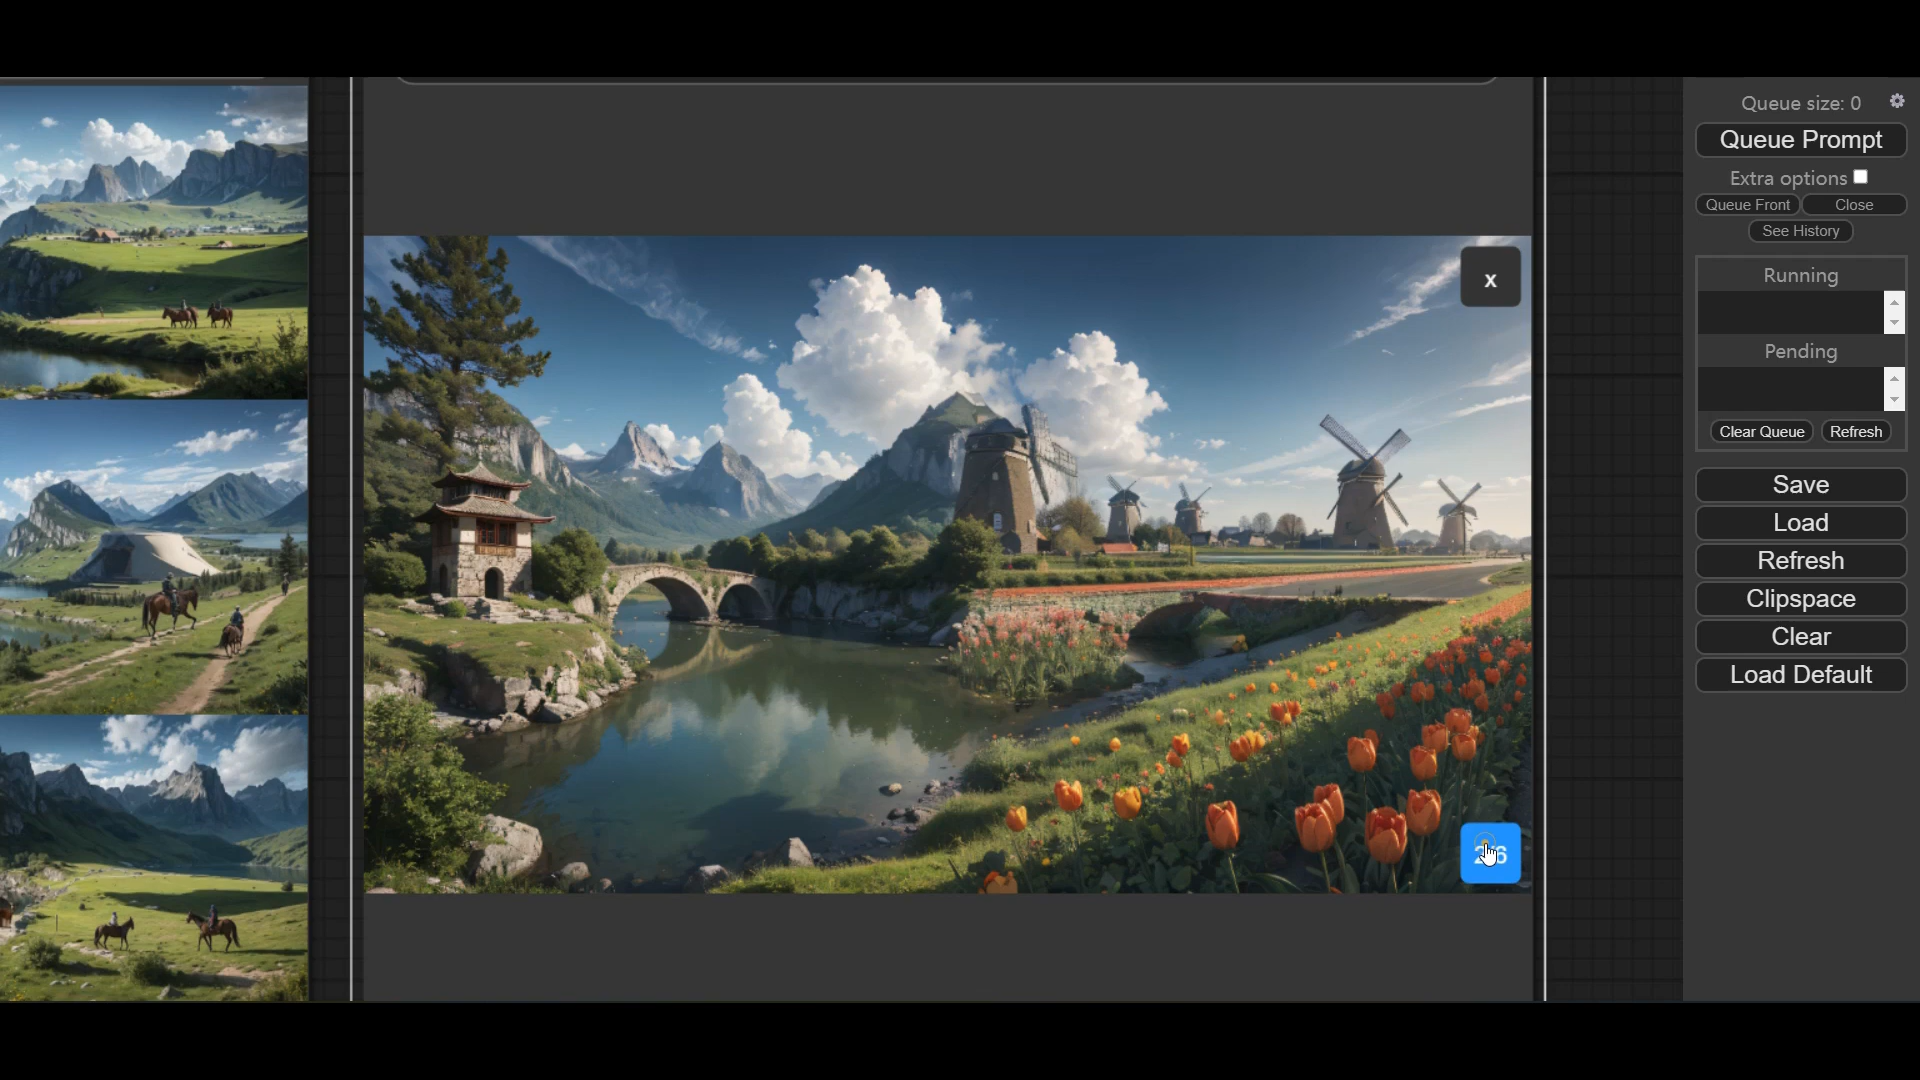 x
Queue size: 0
Queue Prompt
Extra options
Queue Front
Close
See History
Running
Pending
Clear Queue
Refresh
Save
Load
Refresh
Clipspace
Clear
Load Default